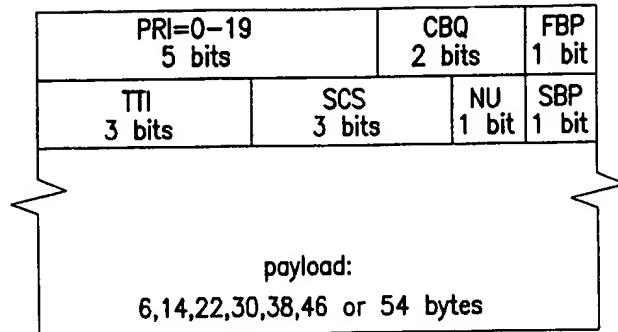 PRI=0-19 CBQ FBP
5 bits 2 bits 1 bit
TTI SCS NU SBP
3 bits 3 bits 1 bit 1 bit
payload:
6,14,22,30,38,46 or 54 bytes